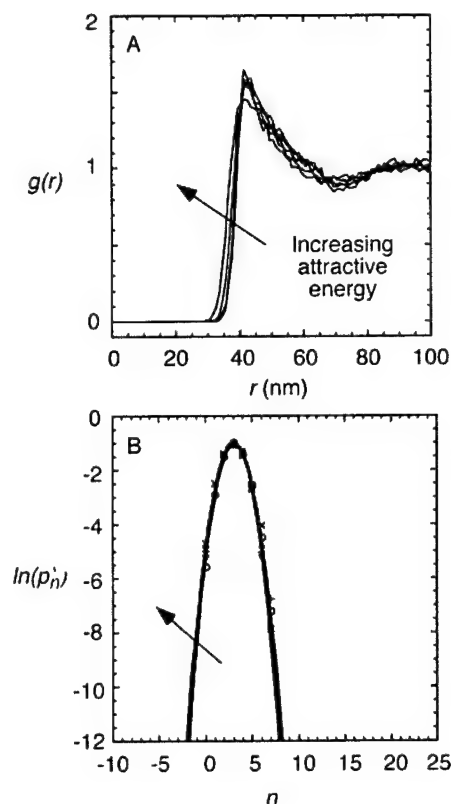 2
A
g(r)
1
Increasing
attractive
energy
0
0 20 40 60 80 100
r (nm)
0
B
-2
-4
ln(p'n)
-6
-8
-10
-12
-10 -5 0 5 10 15 20 25
n